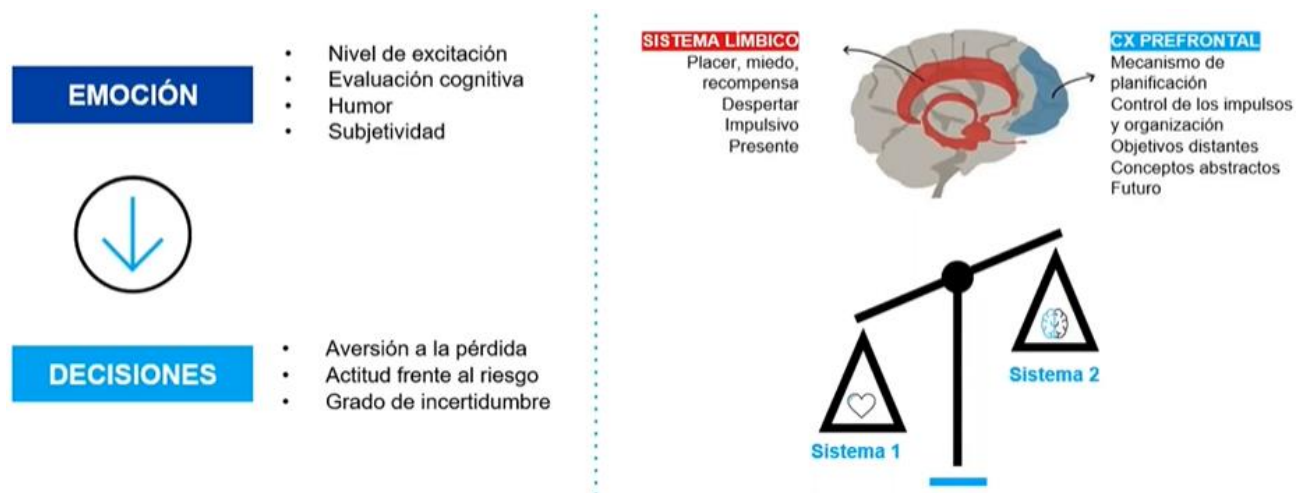 EMOCIÓN
• Nivel de excitación
• Evaluación cognitiva
• Humor
• Subjetividad
DECISIONES
• Aversión a la pérdida
• Actitud frente al riesgo
• Grado de incertidumbre
SISTEMA LÍMBICO
Placer, miedo,
recompensa
Despertar
Impulsivo
Presente
CX PREFRONTAL
Mecanismo de
planificación
Control de los impulsos
y organización
Objetivos distantes
Conceptos abstractos
Futuro
Sistema 1
Sistema 2